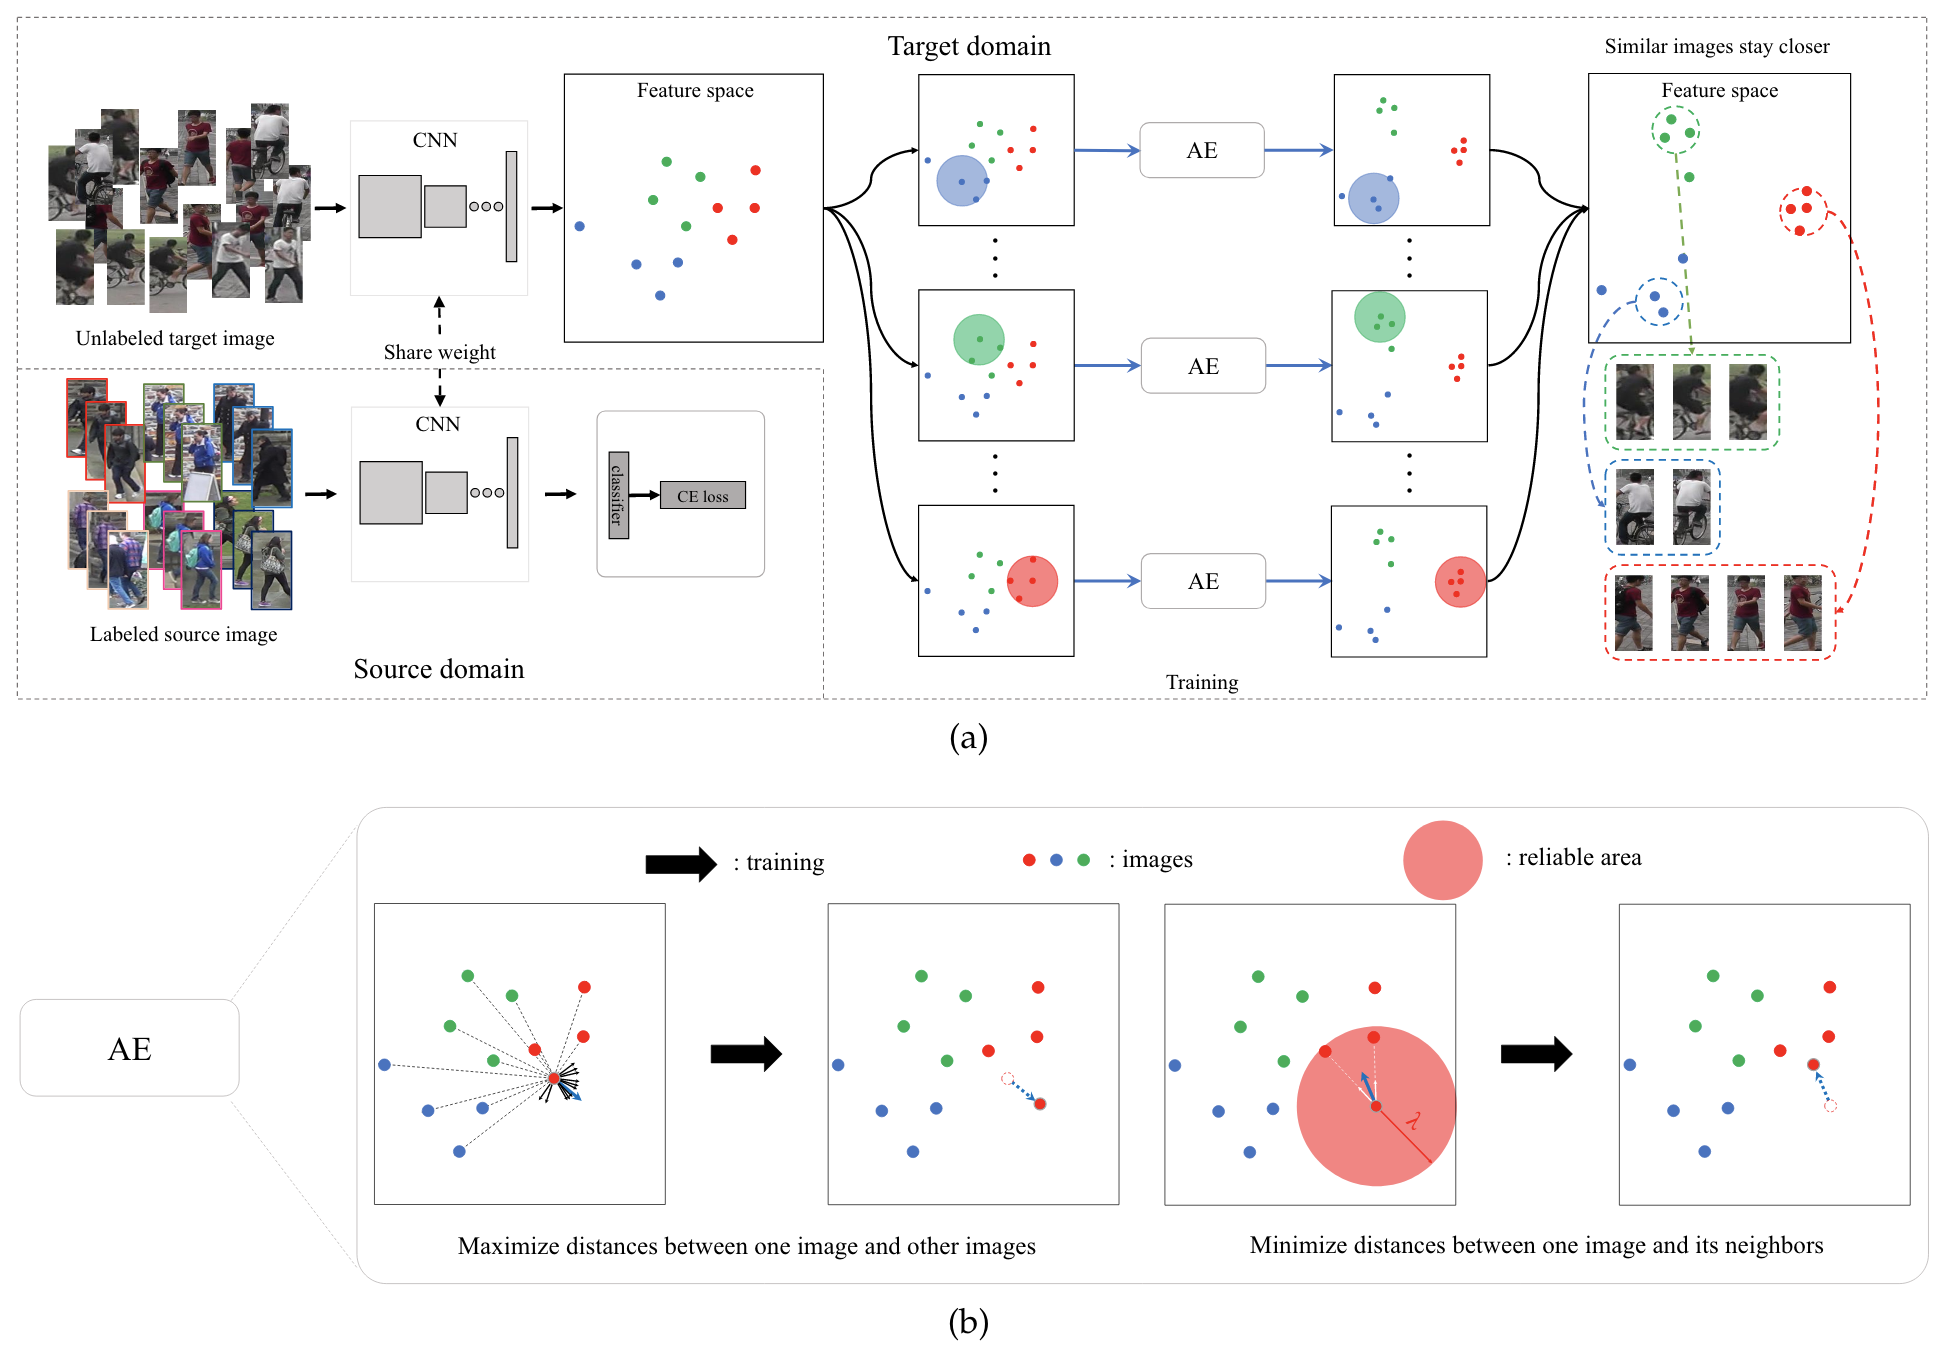 Target domain
Similar images stay closer
CNN
Feature space
AE
Feature space
Unlabeled target image
Share weight
AE
CNN
classifier
CE loss
AE
Labeled source image
Source domain
Training
(a)
: training
: images
: reliable area
AE
λ
Maximize distances between one image and other images
Minimize distances between one image and its neighbors
(b)